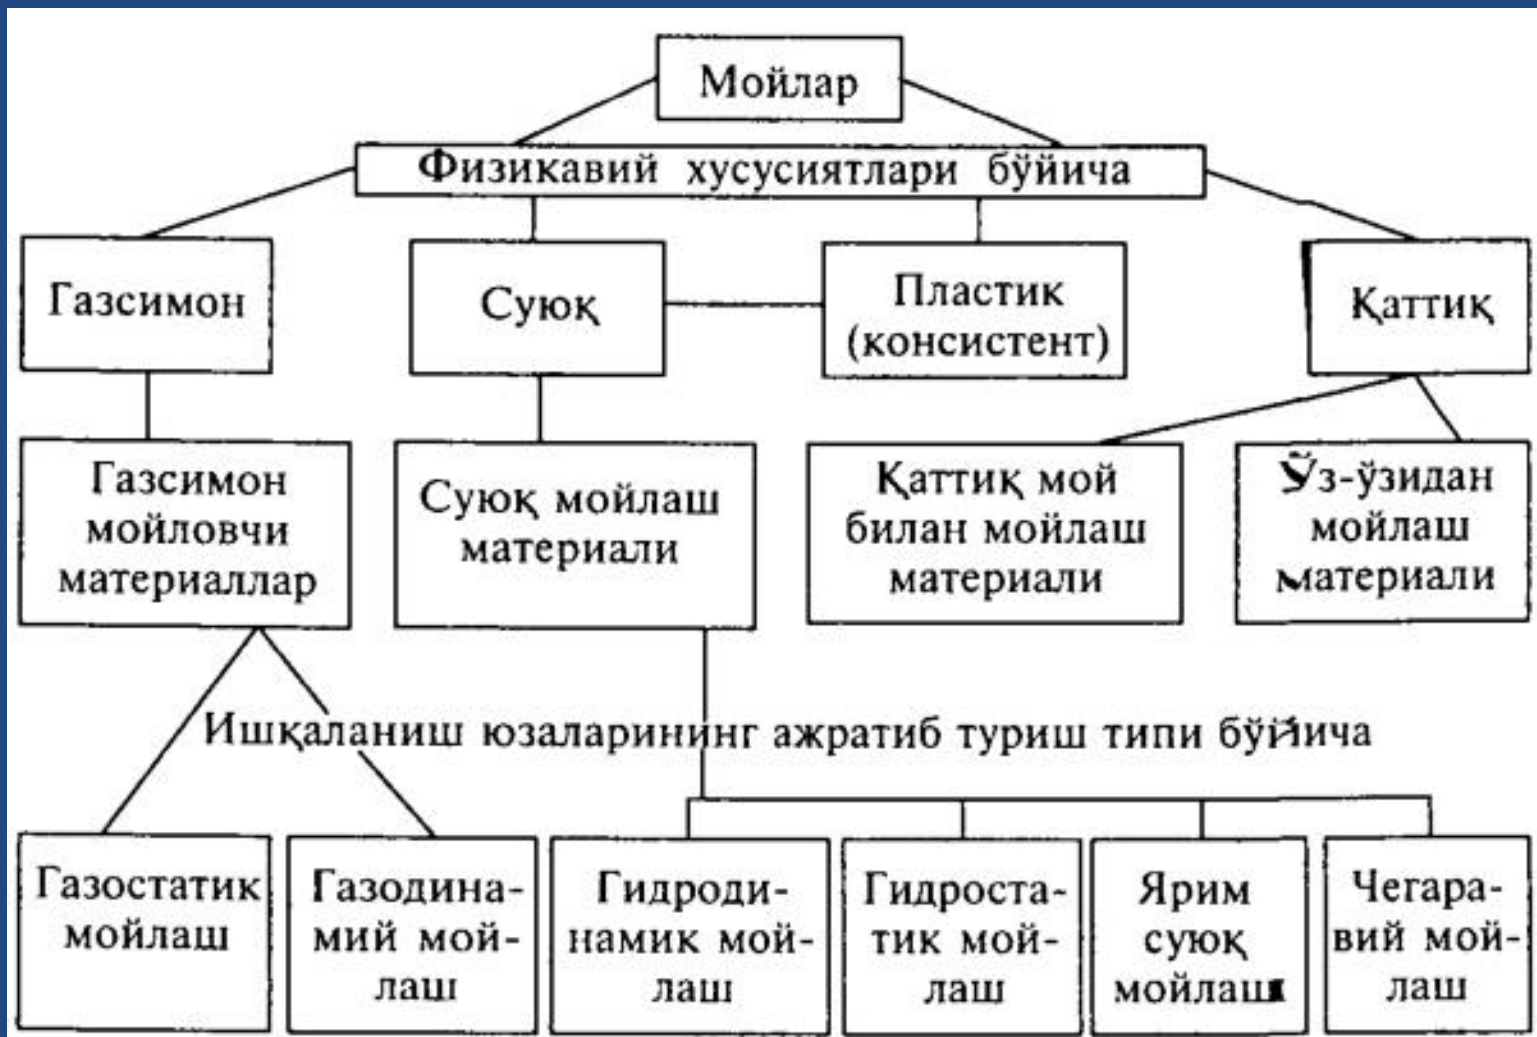 Мойлар
Физикавий хусусиятлари бўйича
Газсимон
Суюқ
Пластик
(консистент)
Қаттиқ
Газсимон
мойловчи
материаллар
Суюқ мойлаш
материали
Қаттиқ мой
билан мойлаш
материали
Ўз-ўзидан
мойлаш
материали
Ишқаланиш юзаларининг ажратиб туриш типи бўйича
Газостатик
мойлаш
Газодина-
мий мой-
лаш
Гидроди-
намик мой-
лаш
Гидроста-
тик мой-
лаш
Ярим
суюқ
мойлаш
Чегара-
вий мой-
лаш